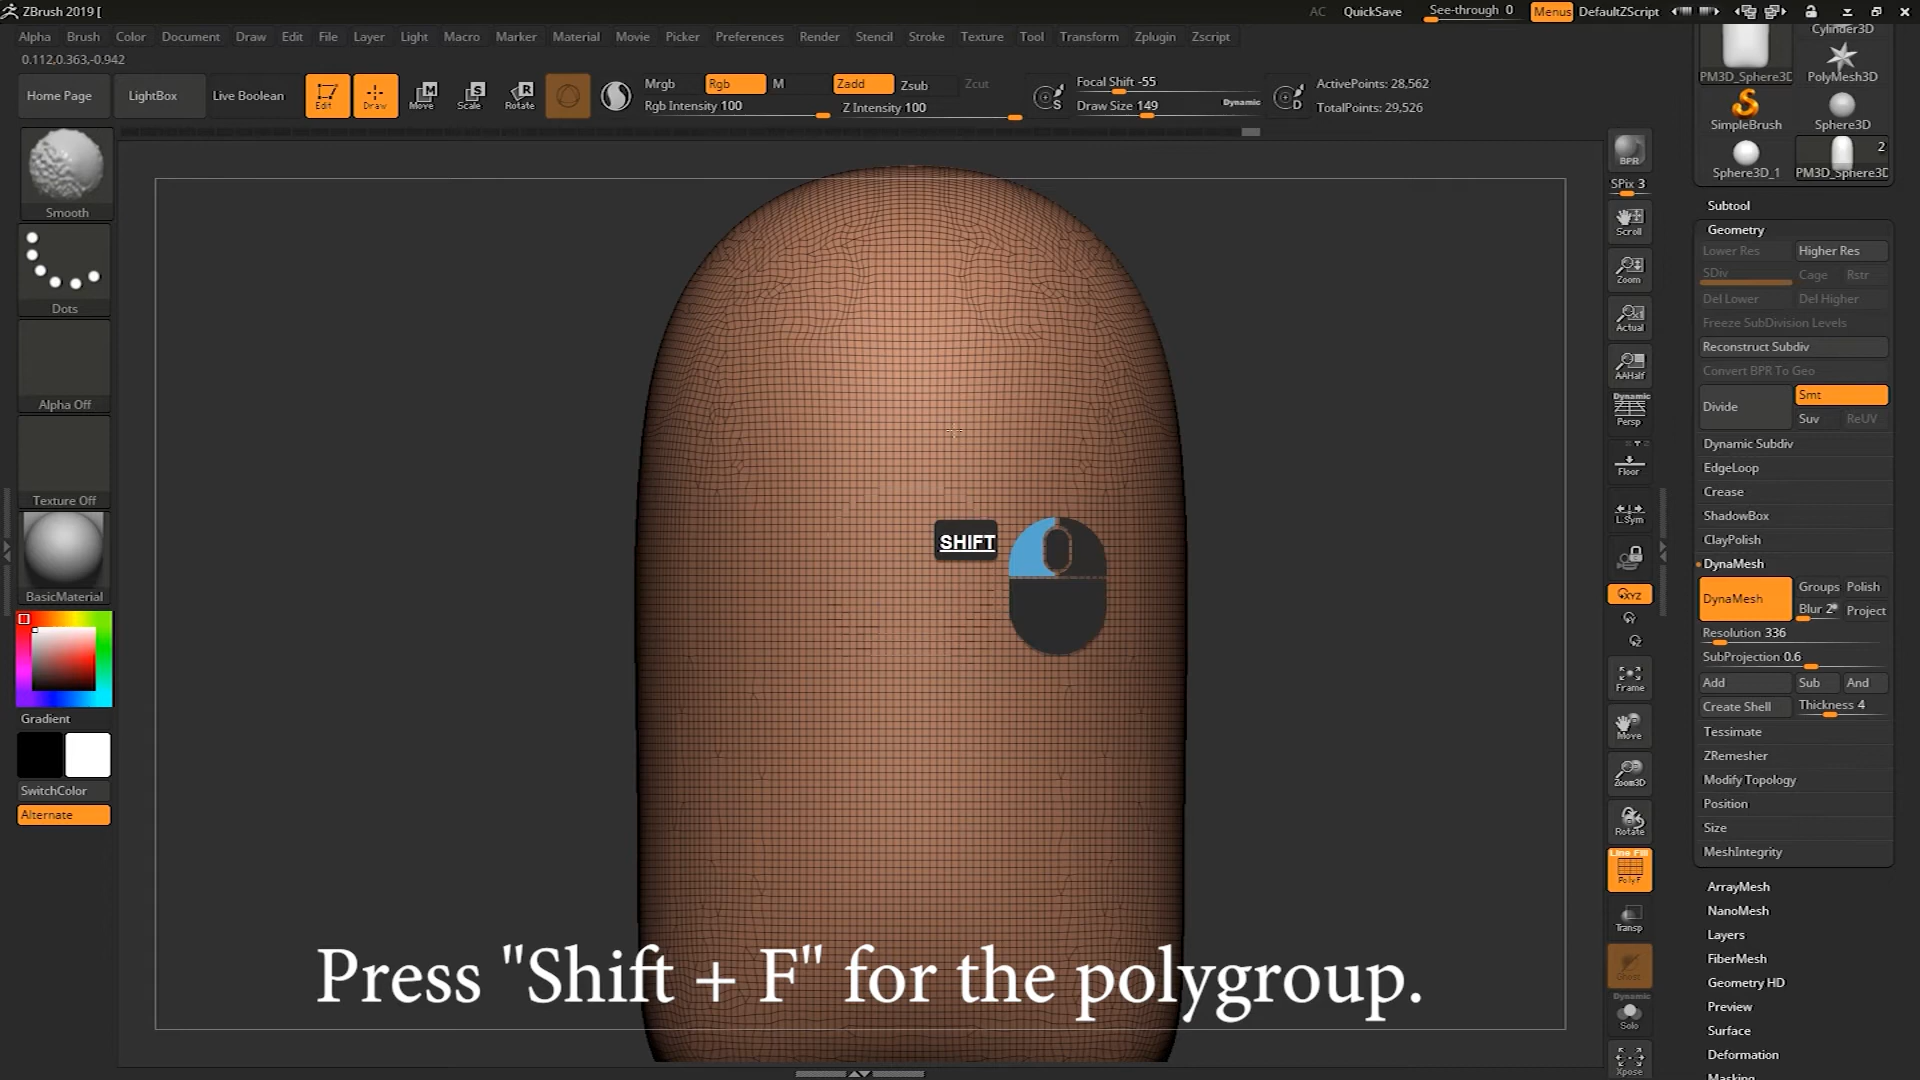 ZBrush 2019 [
AC QuickSave See-through 0 Menus DefaultZScript
Alpha Brush Color Document Draw Edit File Layer Light Macro Marker Material Movie Picker Preferences Render Stencil Stroke Texture Tool Transform Zplugin Zscript
0.112,0.363,-0.942
Home Page LightBox Live Boolean Edit Draw Move Scale Rotate
Mrgb Rgb M Zadd Zsub Zcut
Rgb Intensity 100 Z Intensity 100
S Focal Shift -55
Draw Size 149 Dynamic D
ActivePoints: 28,562
TotalPoints: 29,526
Smooth
Dots
Alpha Off
Texture Off
BasicMaterial
Gradient
SwitchColor
Alternate
SHIFT
Press "Shift + F" for the polygroup.
BPR
SPix 3
Scroll
Zoom
Actual
AAHalf
Dynamic
Persp
Floor
L.Sym
XYZ
Frame
Move
Zoom3D
Rotate
Line Fill
PolyF
Transp
Ghost
Dynamic
Solo
Xpose
Cylinder3D
PM3D_Sphere3D PolyMesh3D
SimpleBrush Sphere3D
2
Sphere3D_1 PM3D_Sphere3D
Subtool
Geometry
Lower Res Higher Res
SDiv Cage Rstr
Del Lower Del Higher
Freeze SubDivision Levels
Reconstruct Subdiv
Convert BPR To Geo
Divide Smt
Suv ReUV
Dynamic Subdiv
EdgeLoop
Crease
ShadowBox
ClayPolish
DynaMesh
DynaMesh Groups Polish
Blur 2 Project
Resolution 336
SubProjection 0.6
Add Sub And
Create Shell Thickness 4
Tessimate
ZRemesher
Modify Topology
Position
Size
MeshIntegrity
ArrayMesh
NanoMesh
Layers
FiberMesh
Geometry HD
Preview
Surface
Deformation
Masking